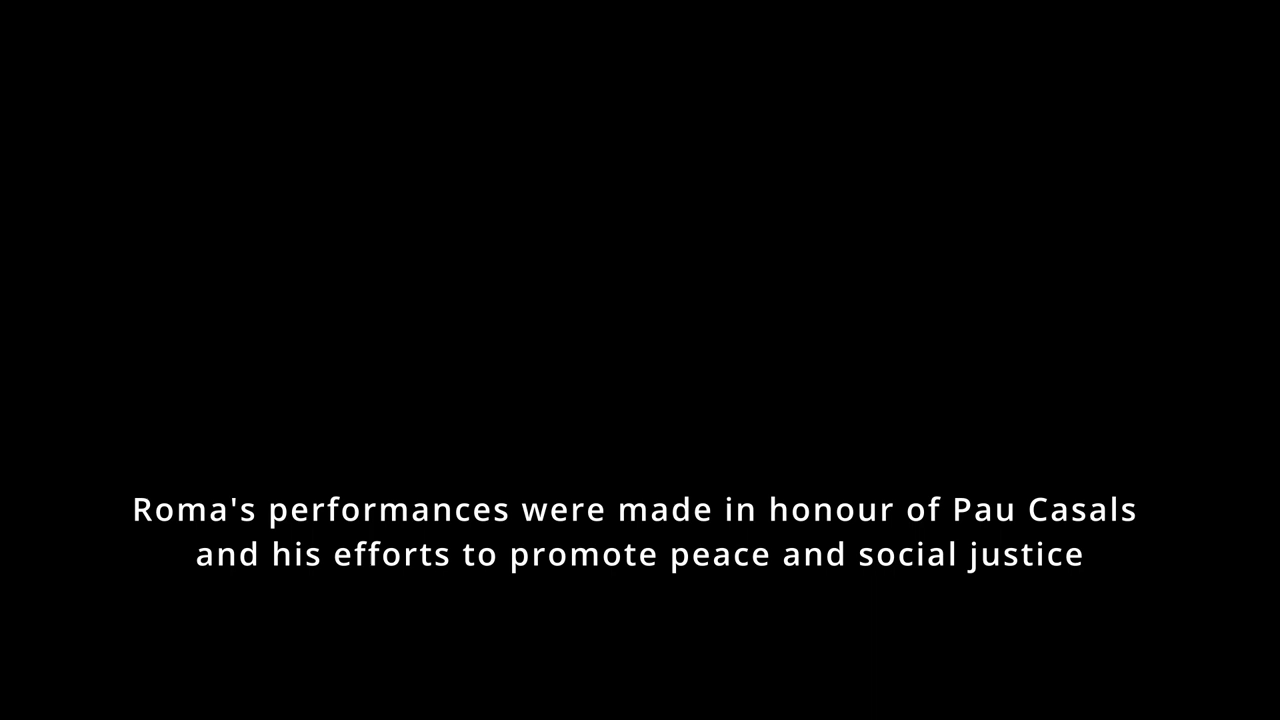 Roma's performances were made in honour of Pau Casals
and his efforts to promote peace and social justice